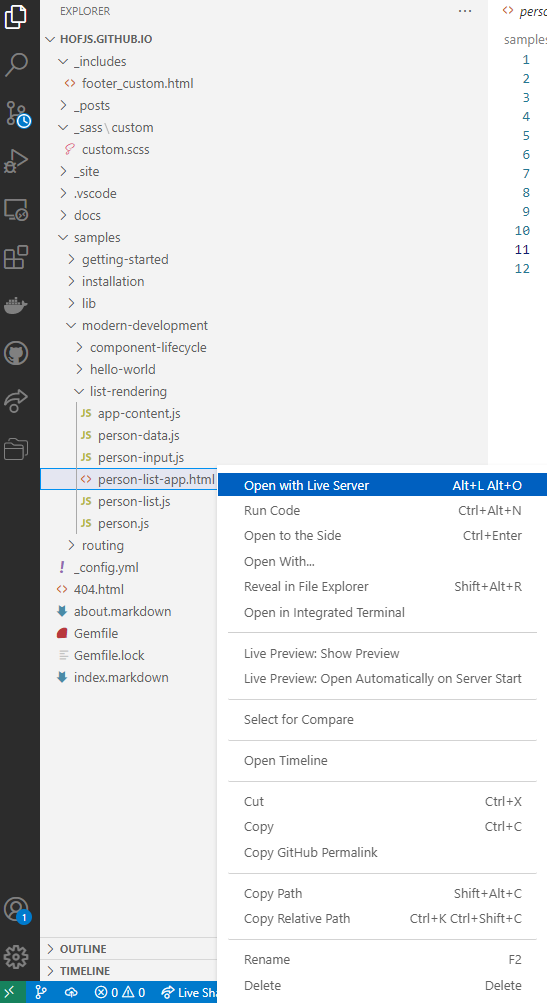 EXPLORER
···
<> perso
HOFJS.GITHUB.IO
samples
_includes
<> footer_custom.html
_posts
_sass\custom
custom.scss
_site
.vscode
docs
samples
getting-started
installation
lib
modern-development
component-lifecycle
hello-world
list-rendering
JS app-content.js
JS person-data.js
JS person-input.js
<> person-list-app.html
JS person-list.js
JS person.js
routing
! _config.yml
<> 404.html
about.markdown
Gemfile
Gemfile.lock
index.markdown
1
2
3
4
5
6
7
8
9
10
11
12
Open with Live Server Alt+L Alt+O
Run Code Ctrl+Alt+N
Open to the Side Ctrl+Enter
Open With...
Reveal in File Explorer Shift+Alt+R
Open in Integrated Terminal
Live Preview: Show Preview
Live Preview: Open Automatically on Server Start
Select for Compare
Open Timeline
Cut Ctrl+X
Copy Ctrl+C
Copy GitHub Permalink
Copy Path Shift+Alt+C
Copy Relative Path Ctrl+K Ctrl+Shift+C
Rename F2
Delete Delete
1
OUTLINE
TIMELINE
0 0 Live Sha